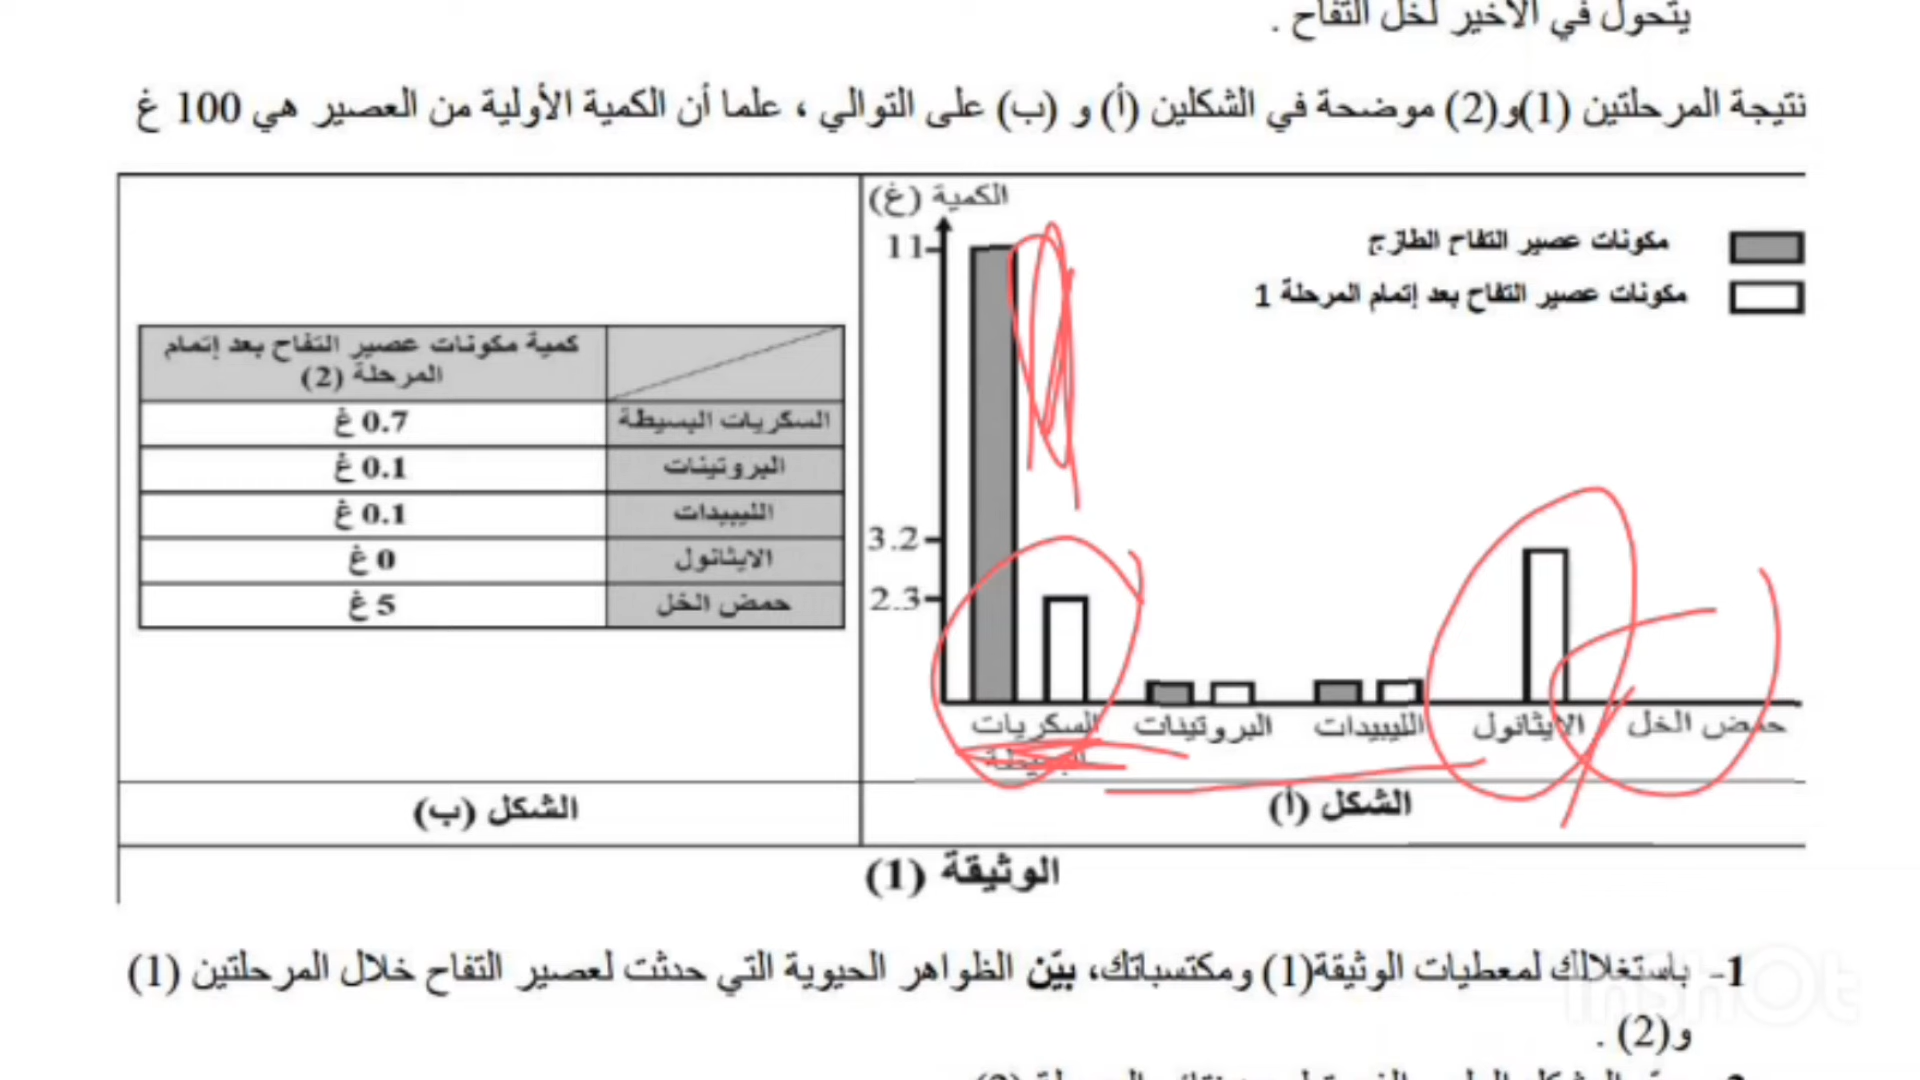 يتحول في الأخير لخل التفاح .
نتيجة المرحلتين (1)و(2) موضحة في الشكلين (أ) و (ب) على التوالي ، علما أن الكمية الأولية من العصير هي 100 غ
الكمية (غ)
مكونات عصير التفاح الطازج
مكونات عصير التفاح بعد إتمام المرحلة 1
11
3.2
2.3
السكريات البسيطة
البروتينات
الليبيدات
الايثانول
حمض الخل
الشكل (أ)
كمية مكونات عصير التفاح بعد إتمام
المرحلة (2)
السكريات البسيطة 0.7 غ
البروتينات 0.1 غ
الليبيدات 0.1 غ
الايثانول 0 غ
حمض الخل 5 غ
الشكل (ب)
الوثيقة (1)
1- باستغلالك لمعطيات الوثيقة(1) ومكتسباتك، بيّن الظواهر الحيوية التي حدثت لعصير التفاح خلال المرحلتين (1)
و(2) .
InShOt